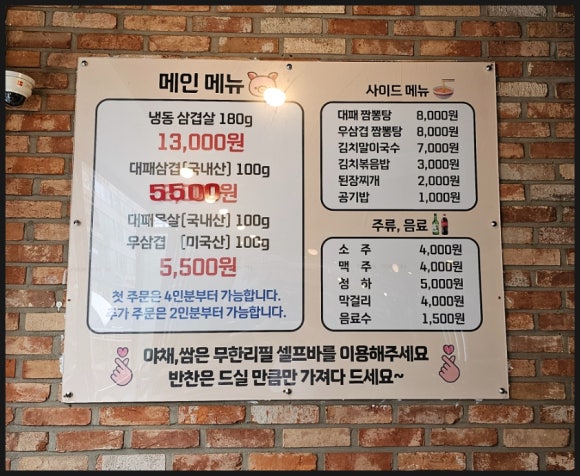 메인 메뉴
냉동 삼겹살 180g
13,000원
대패삼겹(국내산) 100g
5,500원
대패목살(국내산) 100g
우삼겹 [미국산] 100g
5,500원
첫 주문은 4인분부터 가능합니다.
추가 주문은 2인분부터 가능합니다.
사이드 메뉴
대패 짬뽕탕 8,000원
우삼겹 짬뽕탕 8,000원
김치말이국수 7,000원
김치볶음밥 3,000원
된장찌개 2,000원
공기밥 1,000원
주류, 음료
소 주 4,000원
맥 주 4,000원
청 하 5,000원
막걸리 4,000원
음료수 1,500원
야채,쌈은 무한리필 셀프바를 이용해주세요
반찬은 드실 만큼만 가져다 드세요~